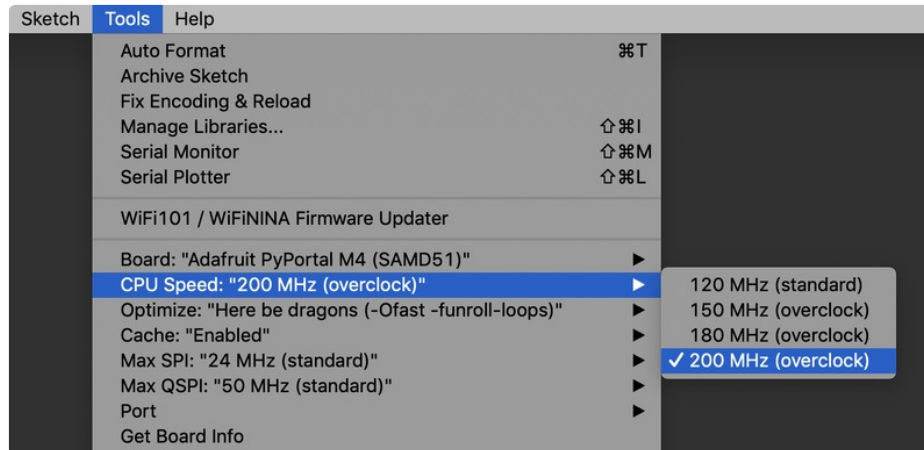 Sketch Tools Help
Auto Format ⌘T
Archive Sketch
Fix Encoding & Reload
Manage Libraries... ⇧⌘I
Serial Monitor ⇧⌘M
Serial Plotter ⇧⌘L
WiFi101 / WiFiNINA Firmware Updater
Board: "Adafruit PyPortal M4 (SAMD51)" ▶
CPU Speed: "200 MHz (overclock)" ▶
Optimize: "Here be dragons (-Ofast -funroll-loops)" ▶
Cache: "Enabled" ▶
Max SPI: "24 MHz (standard)" ▶
Max QSPI: "50 MHz (standard)" ▶
Port ▶
Get Board Info
120 MHz (standard)
150 MHz (overclock)
180 MHz (overclock)
✓ 200 MHz (overclock)